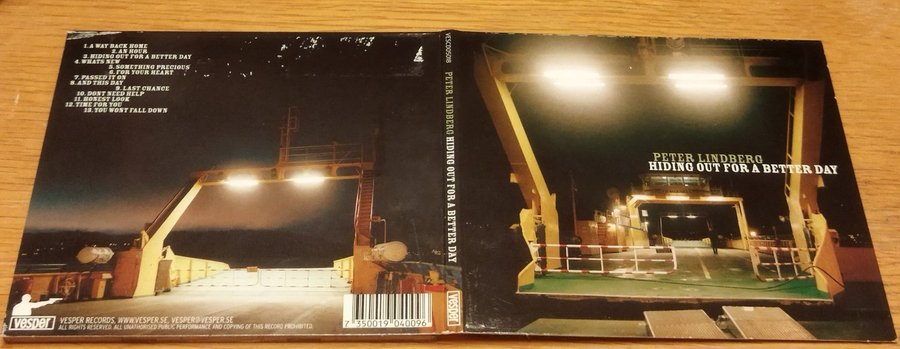 1. A WAY BACK HOME
2. AN HOUR
3. HIDING OUT FOR A BETTER DAY
4. WHATS NEW
5. SOMETHING PRECIOUS
6. FOR YOUR HEART
7. PASSED IT ON
8. AND THIS DAY
9. LAST CHANCE
10. DONT NEED HELP
11. HONEST LOOK
12. TIME FOR YOU
13. YOU WONT FALL DOWN
vesper
VESPER RECORDS, WWW.VESPER.SE, VESPER@VESPER.SE
ALL RIGHTS RESERVED. ALL UNAUTHORISED PUBLIC PERFORMANCE AND COPYING OF THIS RECORD PROHIBITED.
7 350019 040096
PETER LINDBERG HIDING OUT FOR A BETTER DAY
vesper
PETER LINDBERG
HIDING OUT FOR A BETTER DAY